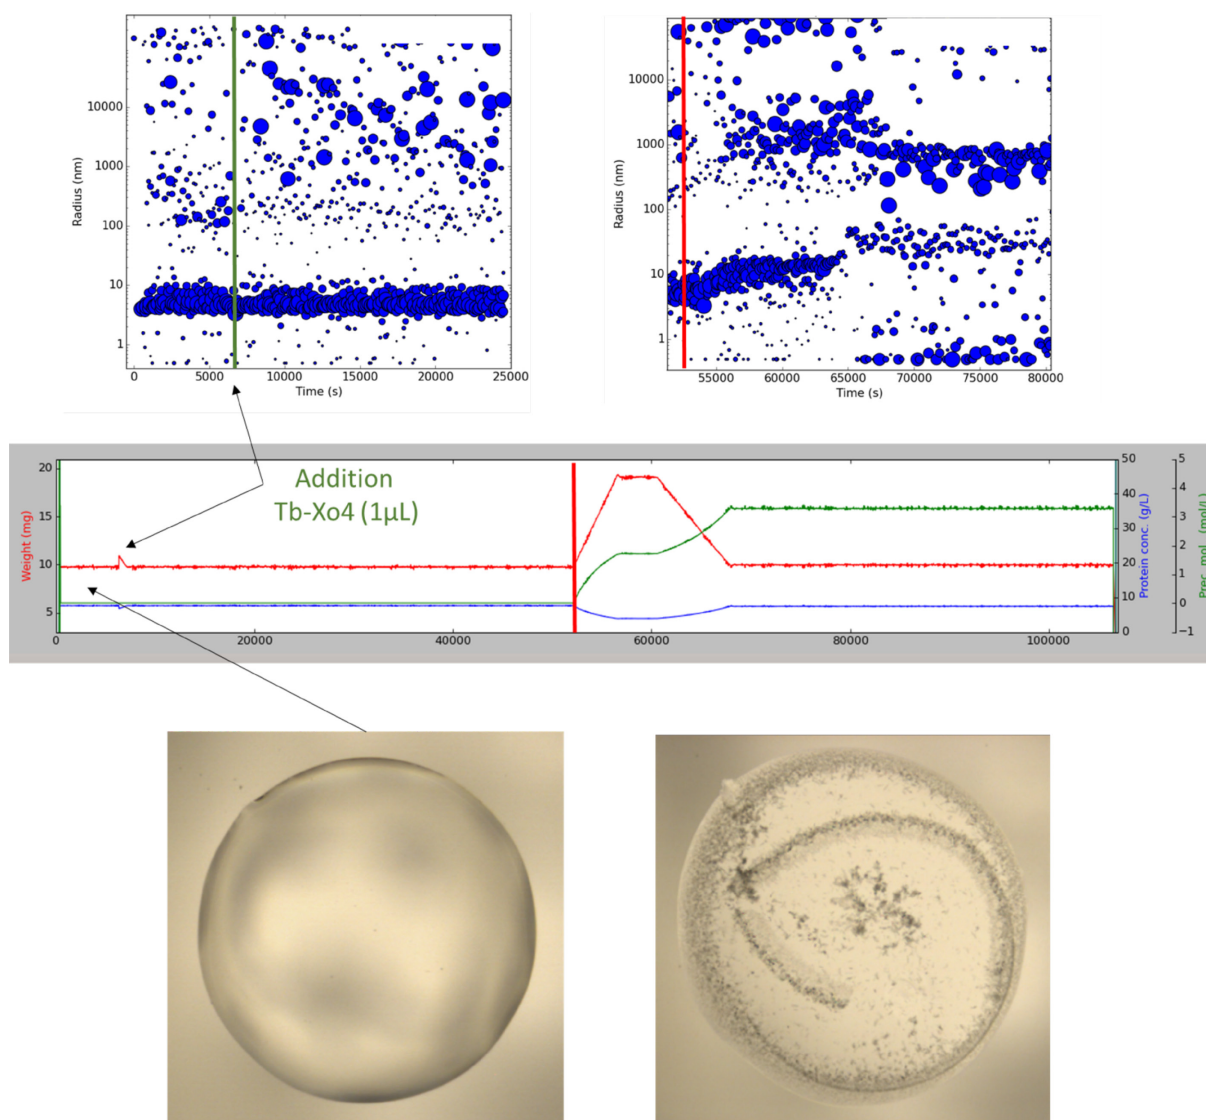 10000
1000
100
10
1
Radius (nm)
0 5000 10000 15000 20000 25000
Time (s)
10000
1000
100
10
1
Radius (nm)
55000 60000 65000 70000 75000 80000
Time (s)
Addition
Tb-Xo4 (1µL)
20
15
10
5
Weight (mg)
0 20000 40000 60000 80000 100000
50
40
30
20
10
0
Protein conc. (g/L)
5
4
3
2
1
0
−1
Prec. mol. (mol/L)